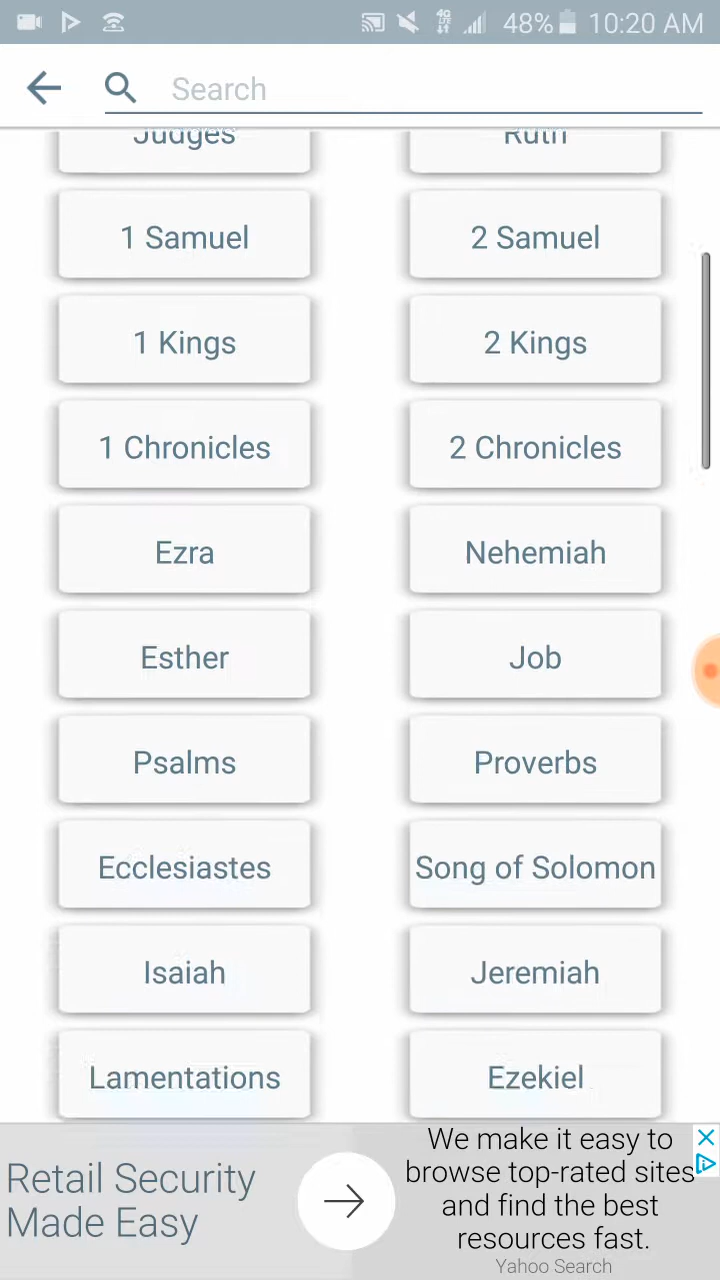 48% 10:20 AM
Search
Judges Ruth
1 Samuel 2 Samuel
1 Kings 2 Kings
1 Chronicles 2 Chronicles
Ezra Nehemiah
Esther Job
Psalms Proverbs
Ecclesiastes Song of Solomon
Isaiah Jeremiah
Lamentations Ezekiel
Retail Security
Made Easy
We make it easy to
browse top-rated sites
and find the best
resources fast.
Yahoo Search